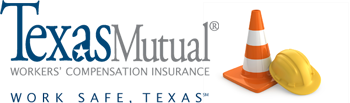 TexasMutual®
WORKERS' COMPENSATION INSURANCE
WORK SAFE, TEXAS℠